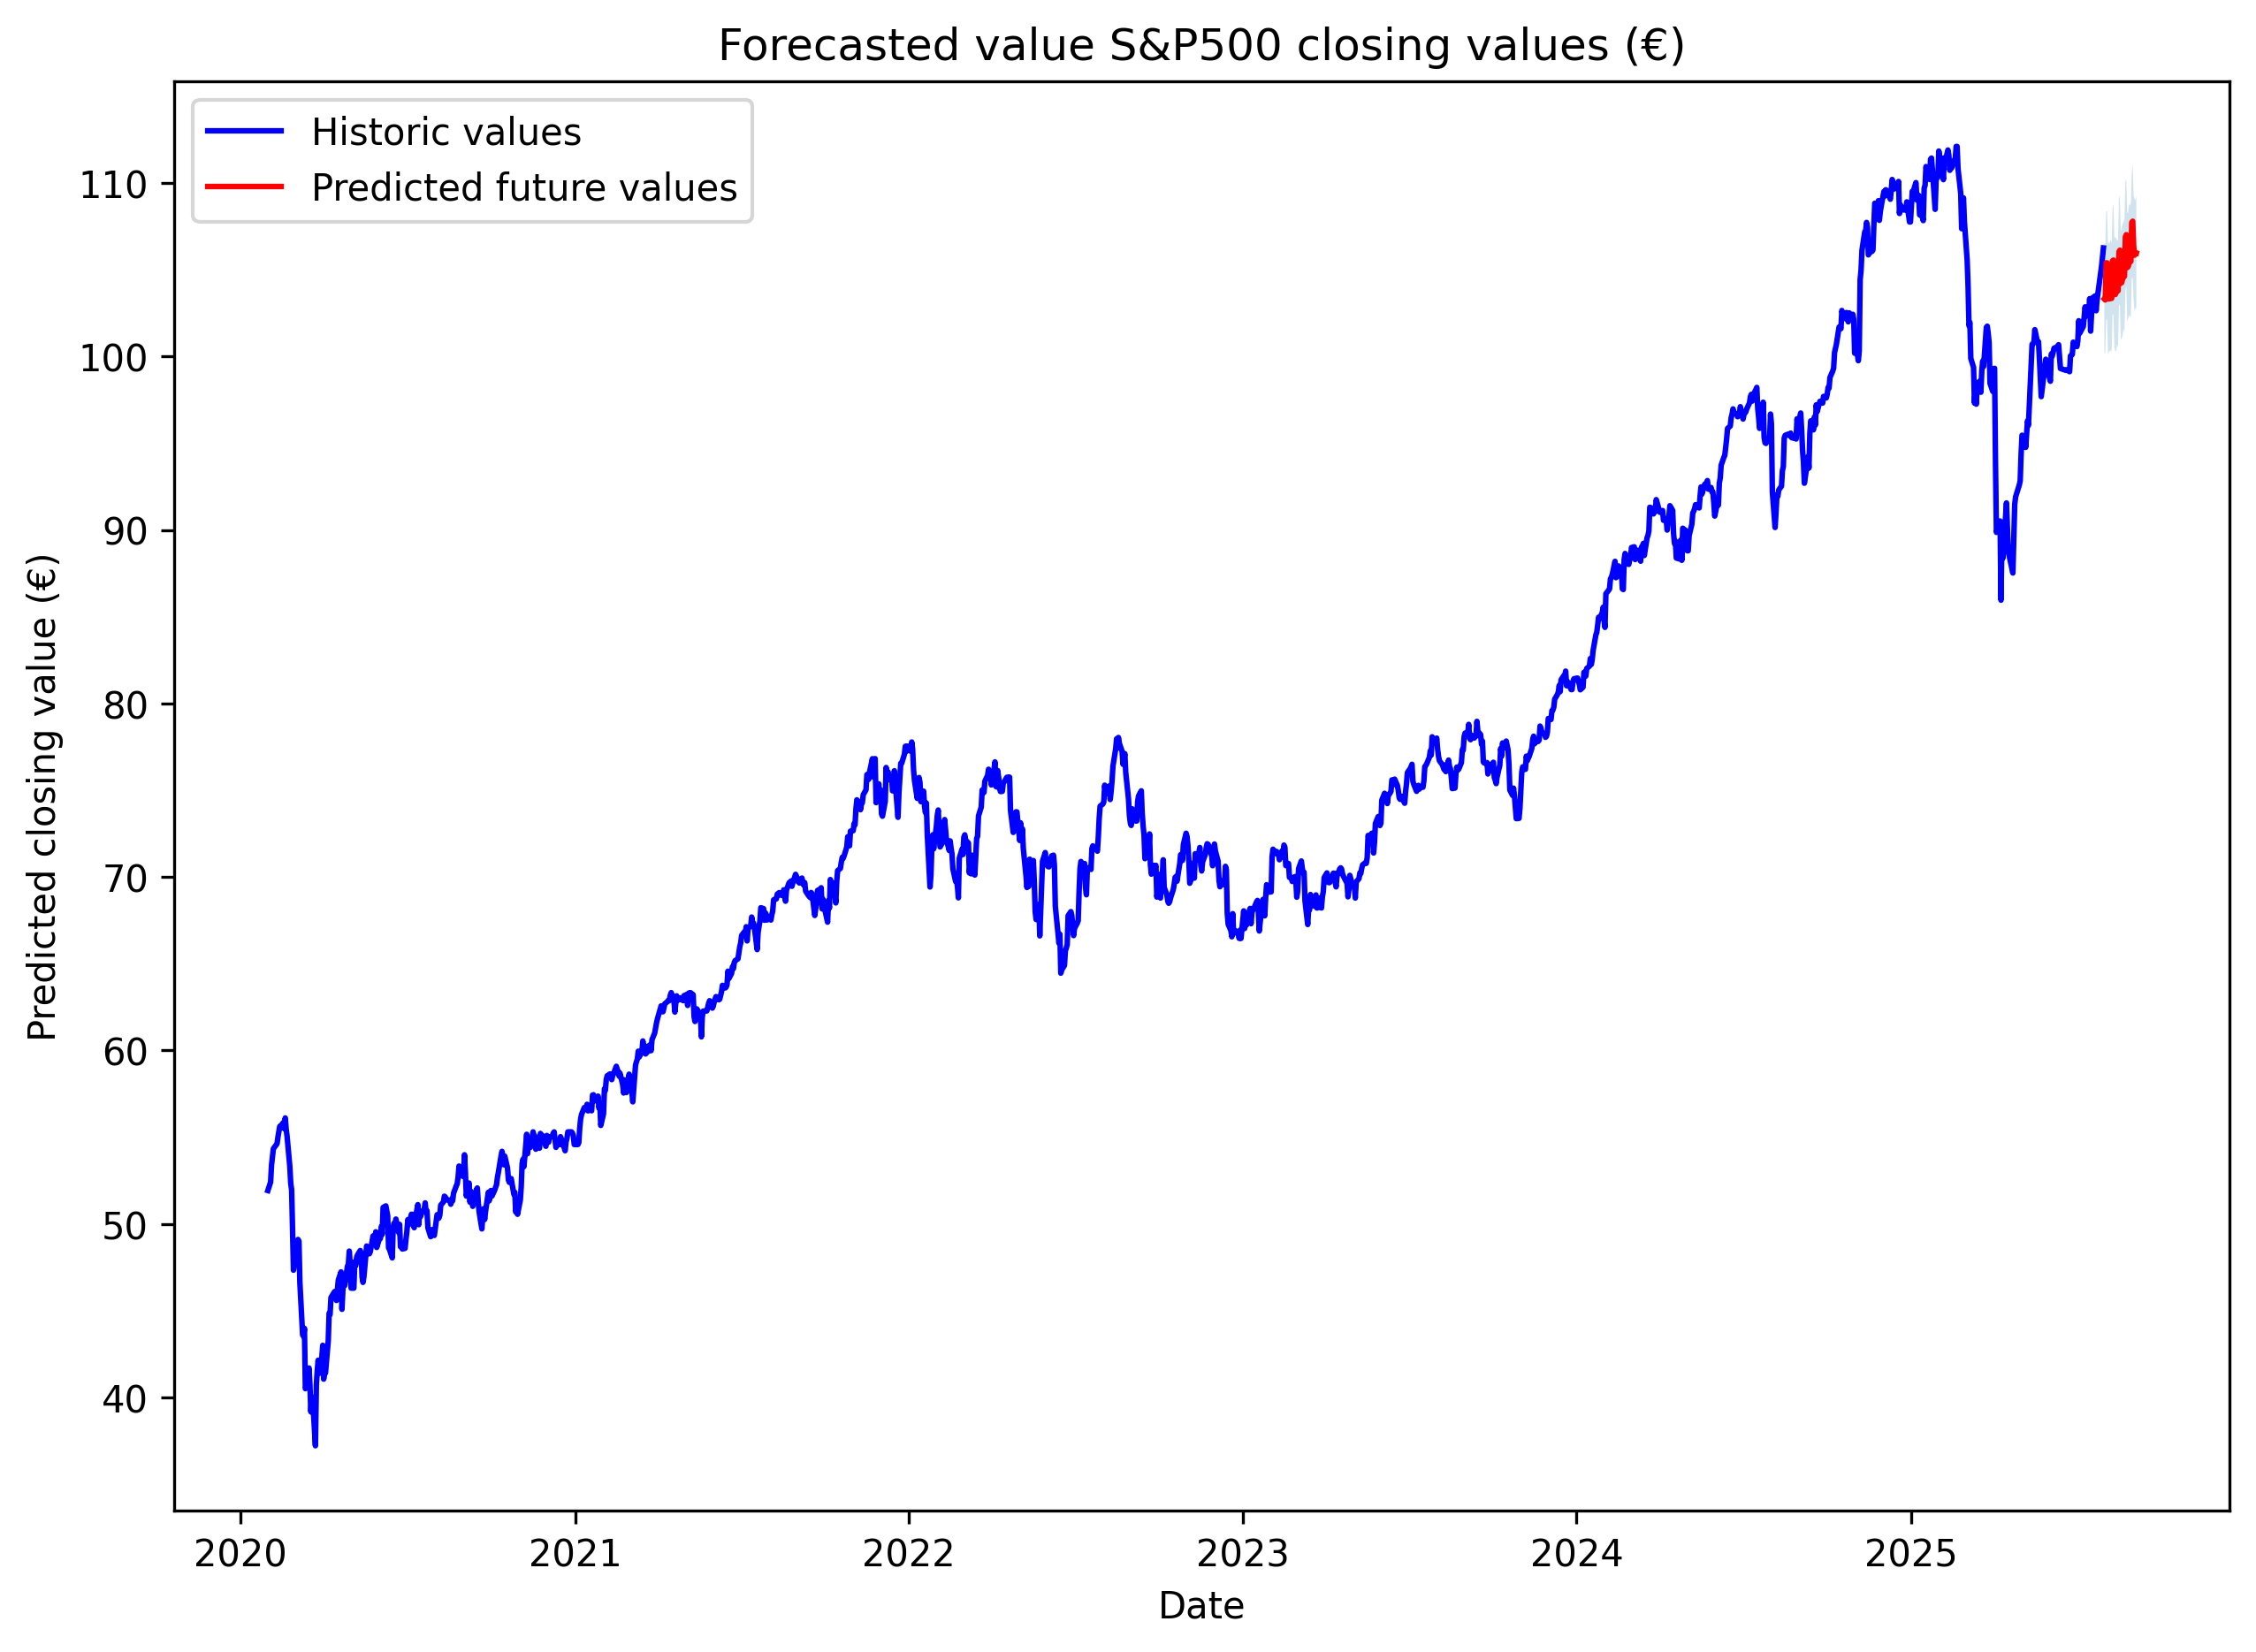 Forecasted value S&P500 closing values (€)
Historic values
Predicted future values
Predicted closing value (€)
110
100
90
80
70
60
50
40
2020 2021 2022 2023 2024 2025
Date